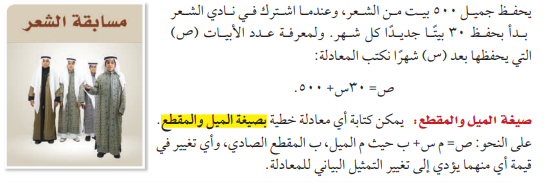 مسابقة الشعر
يحفظ جميل ٥٠٠ بيت من الشعر، وعندما اشترك في نادي الشعر
بدأ بحفظ ٣٠ بيتًا جديدًا كل شهر. ولمعرفة عدد الأبيات (ص)
التي يحفظها بعد (س) شهرًا نكتب المعادلة:
ص= ٣٠س+ ٥٠٠.
صيغة الميل والمقطع: يمكن كتابة أي معادلة خطية بصيغة الميل والمقطع.
على النحو: ص= م س+ ب حيث م الميل، ب المقطع الصادي، وأي تغيير في
قيمة أي منهما يؤدي إلى تغيير التمثيل البياني للمعادلة.